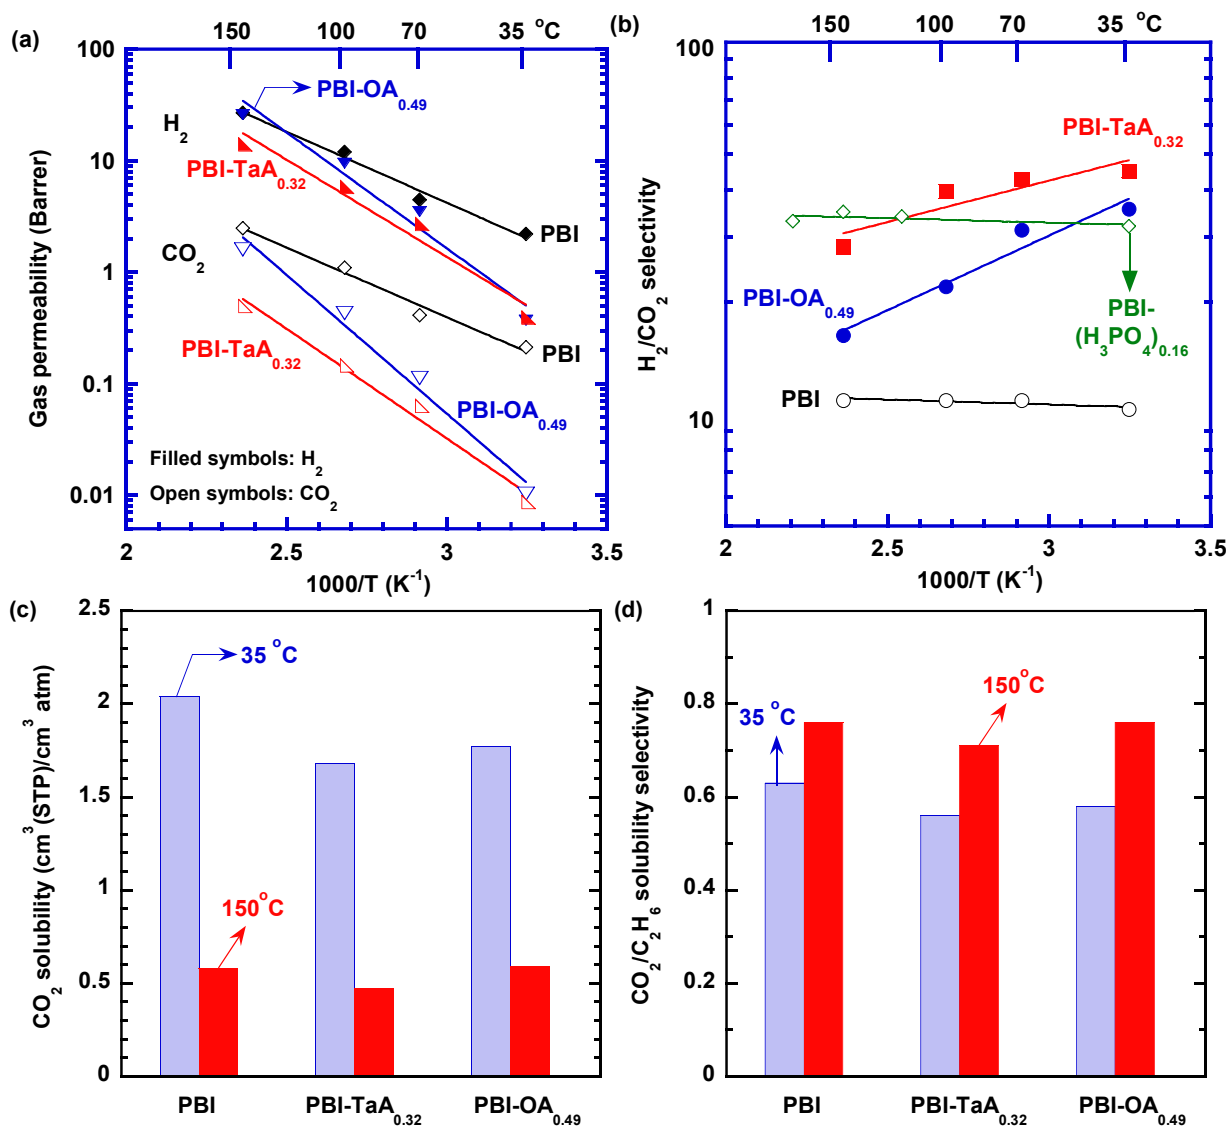 (a)
150
100
70
35 °C
100
10
1
0.1
0.01
Gas permeability (Barrer)
H2
PBI-OA0.49
PBI-TaA0.32
PBI
CO2
PBI
PBI-TaA0.32
PBI-OA0.49
Filled symbols: H2
Open symbols: CO2
2
2.5
3
3.5
1000/T (K-1)
(b)
150
100
70
35 °C
100
10
H2/CO2 selectivity
PBI-TaA0.32
PBI-OA0.49
PBI-
(H3PO4)0.16
PBI
2
2.5
3
3.5
1000/T (K-1)
(c)
2.5
2
1.5
1
0.5
0
CO2 solubility (cm3(STP)/cm3 atm)
35 °C
150°C
PBI
PBI-TaA0.32
PBI-OA0.49
(d)
1
0.8
0.6
0.4
0.2
0
CO2/C2H6 solubility selectivity
35 °C
150°C
PBI
PBI-TaA0.32
PBI-OA0.49